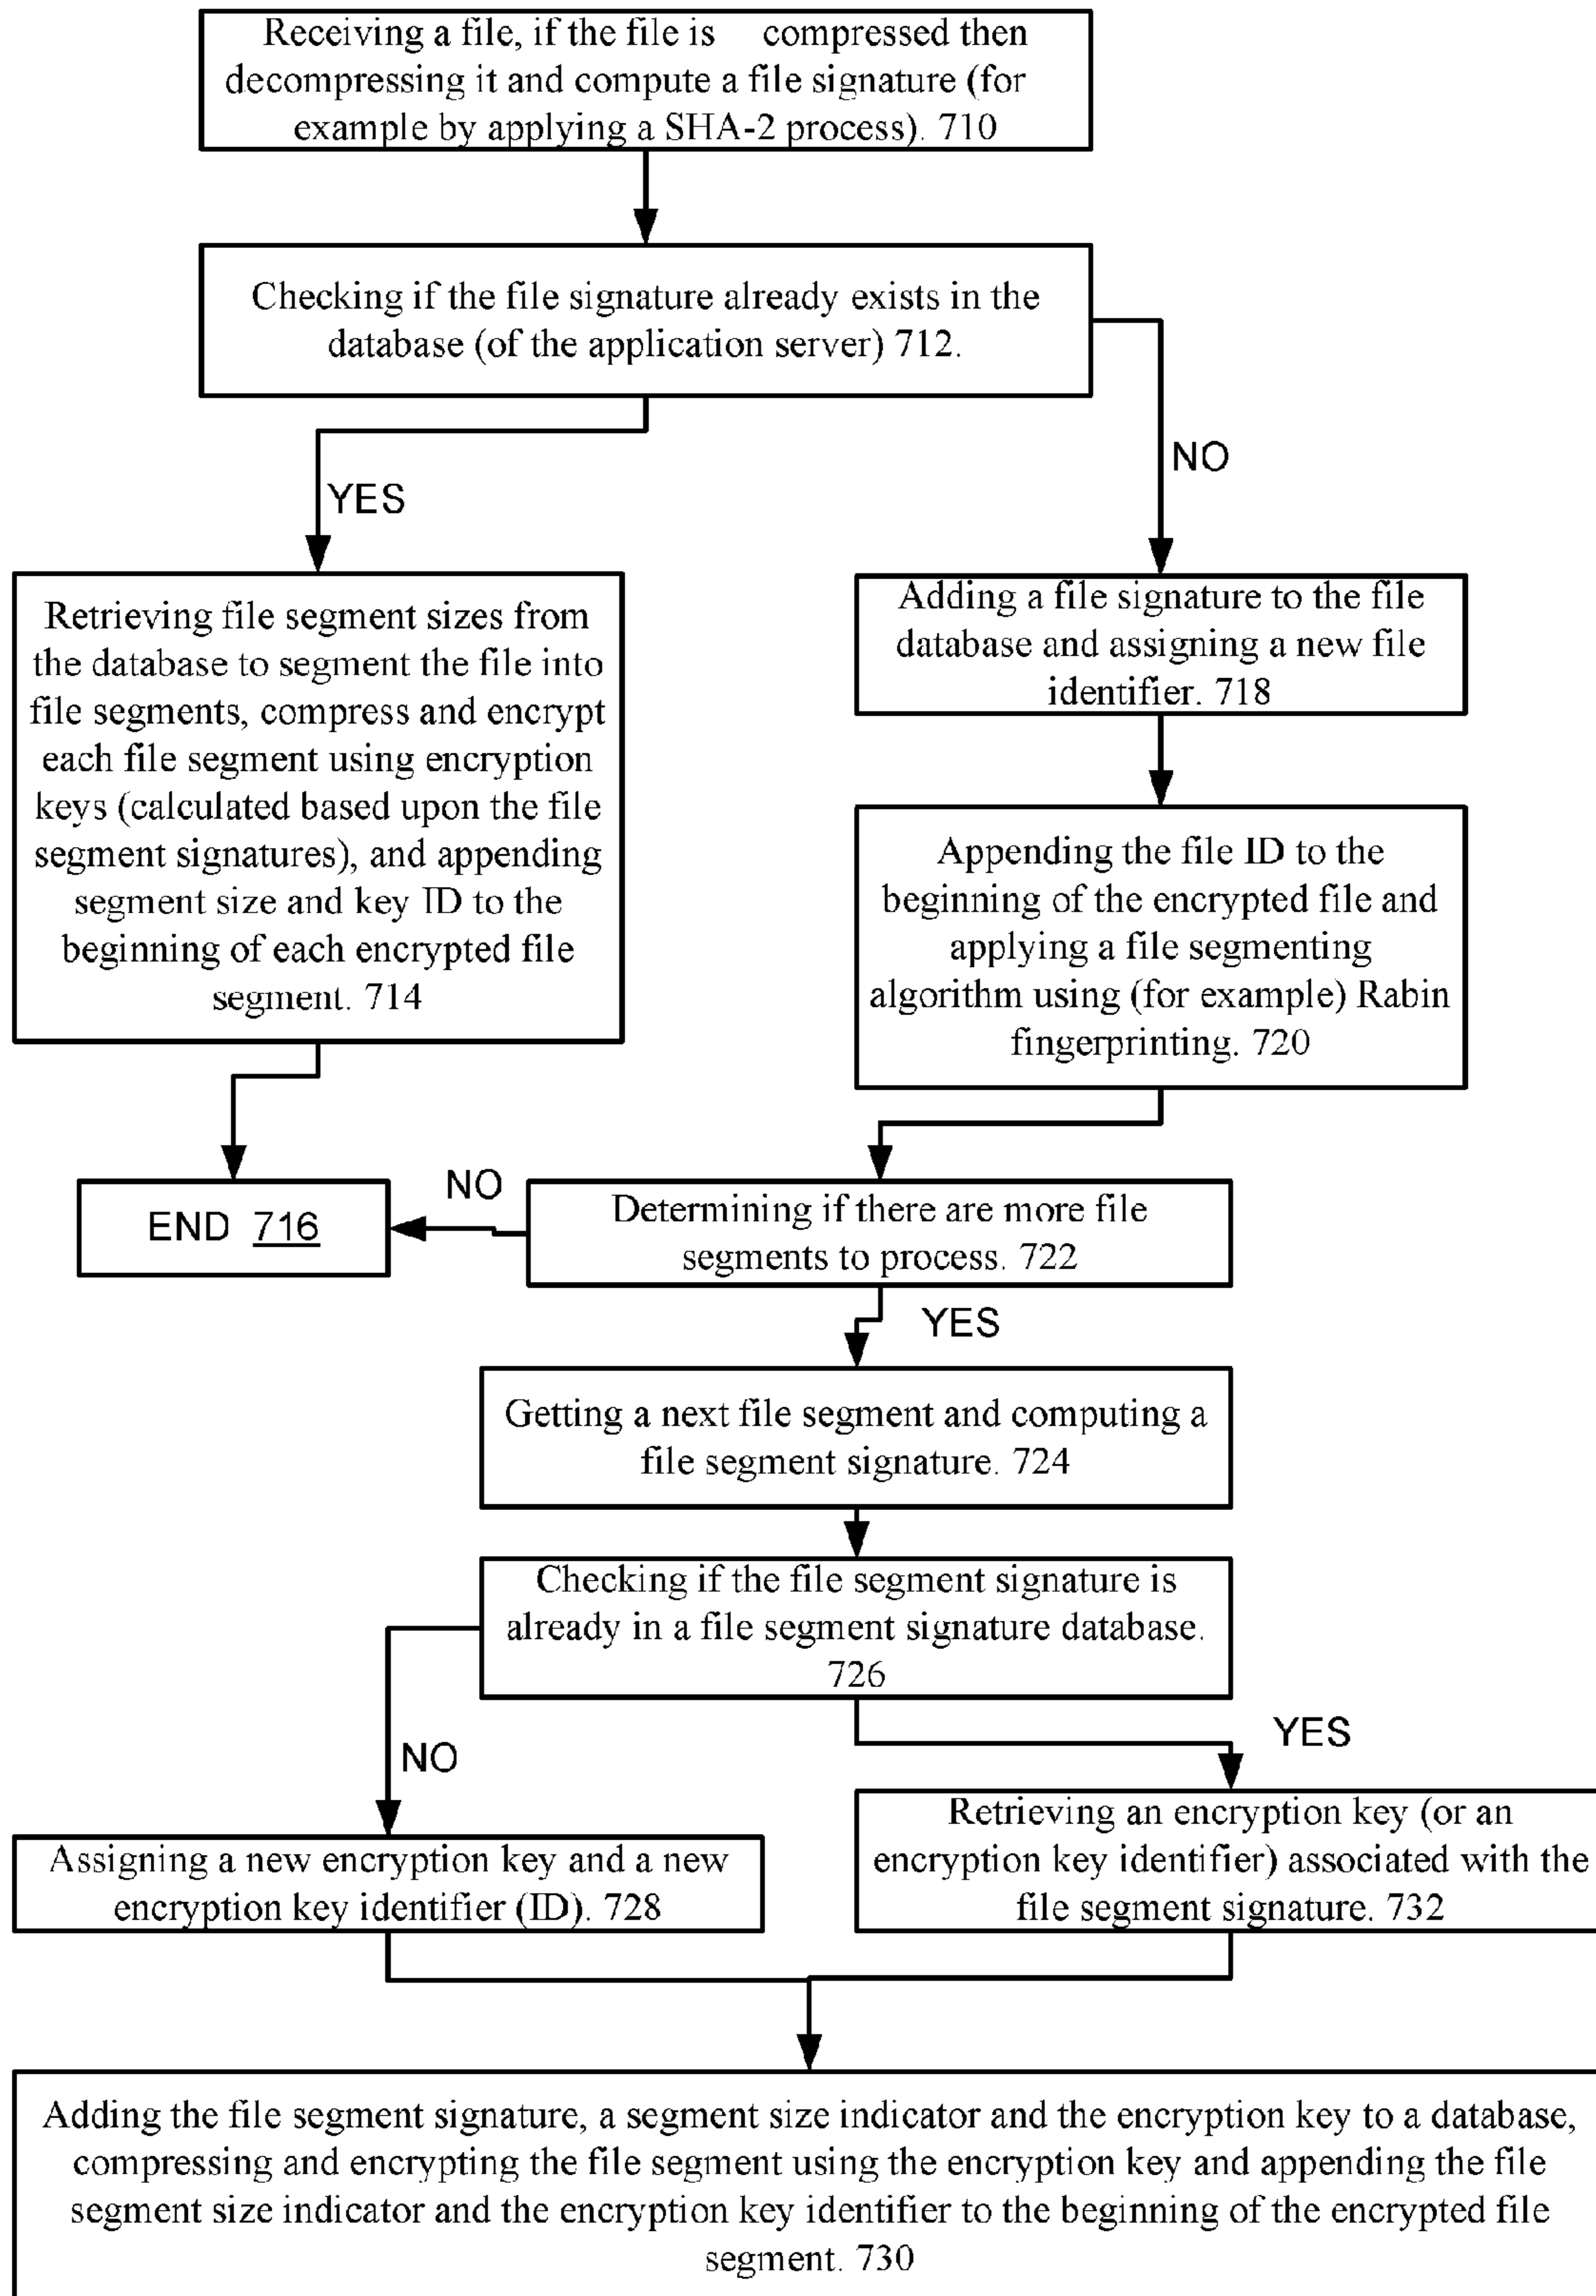 Receiving a file, if the file is compressed then
decompressing it and compute a file signature (for
example by applying a SHA-2 process). 710
Checking if the file signature already exists in the
database (of the application server) 712.
NO
YES
Retrieving file segment sizes from
the database to segment the file into
file segments, compress and encrypt
each file segment using encryption
keys (calculated based upon the file
segment signatures), and appending
segment size and key ID to the
beginning of each encrypted file
segment. 714
Adding a file signature to the file
database and assigning a new file
identifier. 718
Appending the file ID to the
beginning of the encrypted file and
applying a file segmenting
algorithm using (for example) Rabin
fingerprinting. 720
END 716
NO
Determining if there are more file
segments to process. 722
YES
Getting a next file segment and computing a
file segment signature. 724
Checking if the file segment signature is
already in a file segment signature database.
726
NO
YES
Assigning a new encryption key and a new
encryption key identifier (ID). 728
Retrieving an encryption key (or an
encryption key identifier) associated with the
file segment signature. 732
Adding the file segment signature, a segment size indicator and the encryption key to a database,
compressing and encrypting the file segment using the encryption key and appending the file
segment size indicator and the encryption key identifier to the beginning of the encrypted file
segment. 730